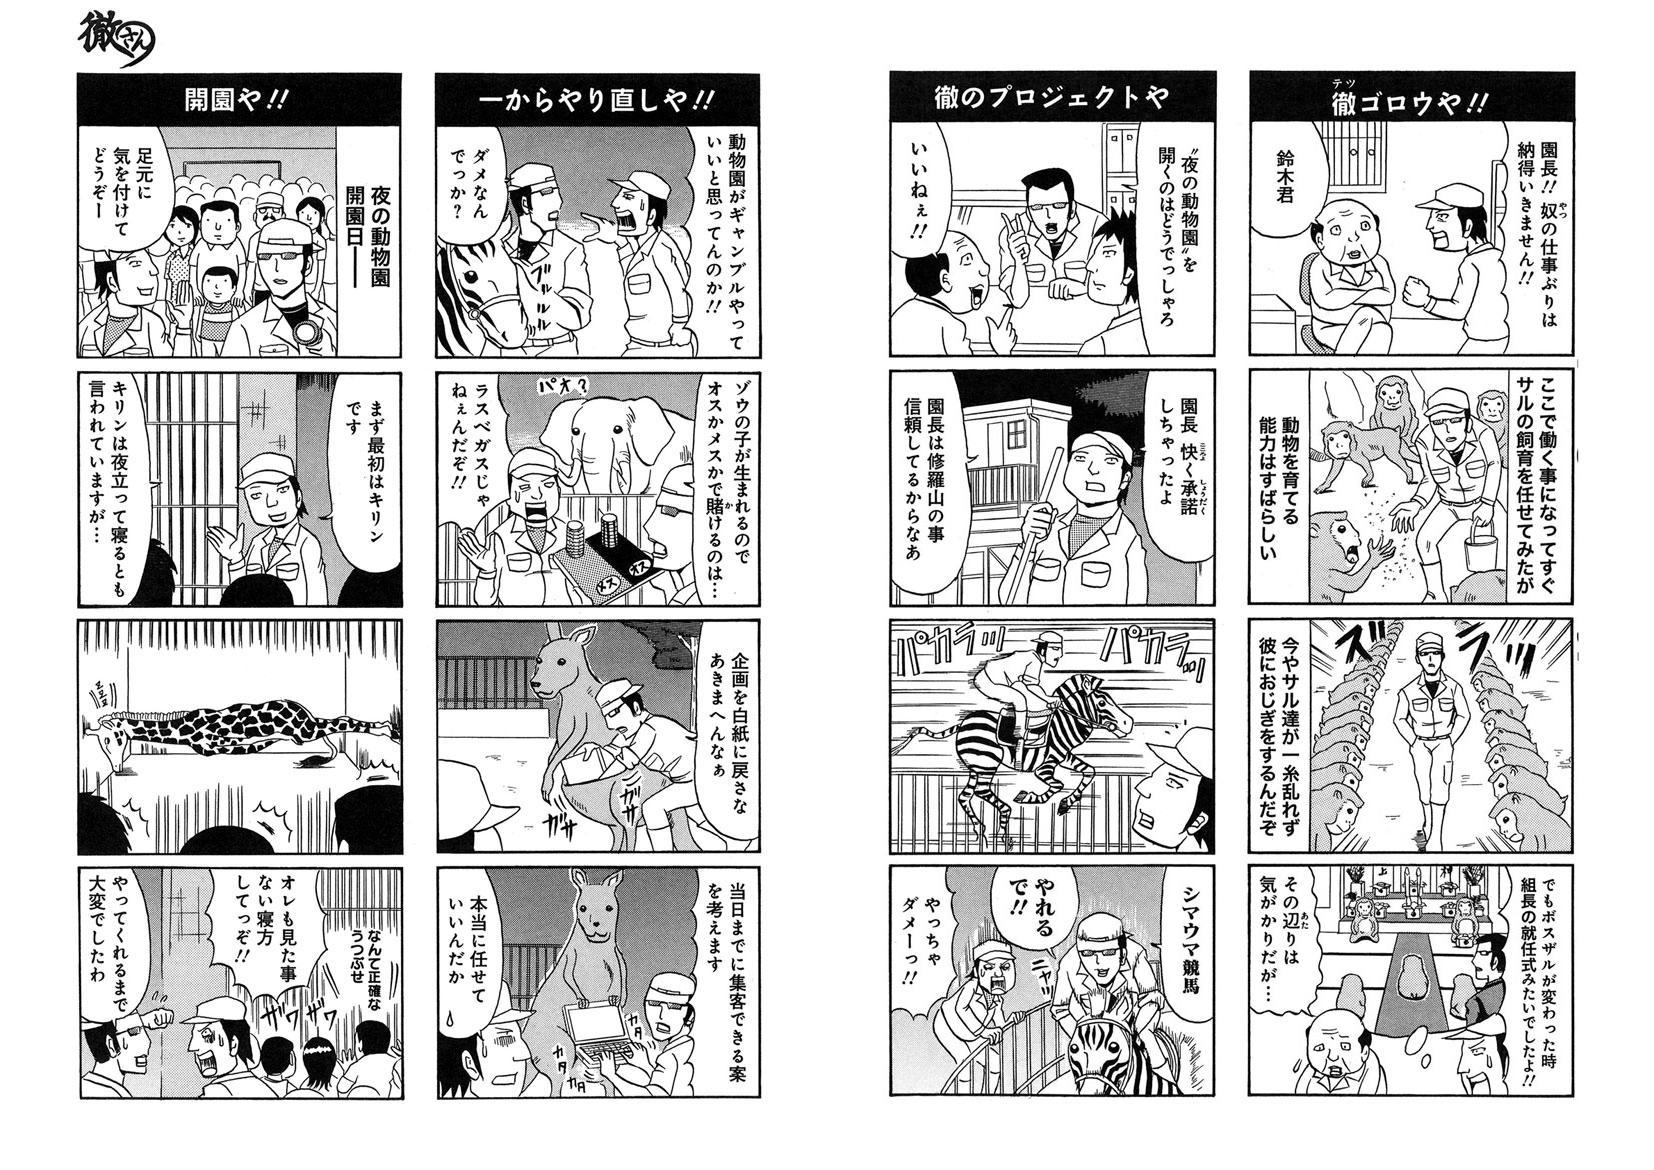 徹さん
徹ゴロウや!!
テツ
園長!!奴の仕事ぶりは
やつ
納得いきません!!
鈴木君
ここで働く事になってすぐ
サルの飼育を任せてみたが
動物を育てる
能力はすばらしい
ズラッ
今やサル達が一糸乱れず
彼におじぎをするんだぞ
でもボスザルが変わった時
組長の就任式みたいでしたよ!!
その辺りは
あた
気がかりだが…
徹のプロジェクトや
〝夜の動物園〟を
開くのはどうでっしゃろ
いいねぇ!!
園長 快く承諾
こころよ
しょうだく
しちゃったよ
園長は修羅山の事
信頼してるからなあ
パカラッ
パカラッ
シマウマ競馬
やれる
で!!
ニャッ
やっちゃ
ダメーっ!!
一からやり直しや!!
動物園がギャンブルやって
いいと思ってんのか!!
ダメなん
でっか?
ブルルル
ゾウの子が生まれるので
オスかメスかで賭けるのは…
か
パオ?
ラスベガスじゃ
ねぇんだぞ!!
メス
オス
企画を白紙に戻さな
あきまへんなぁ
ガサ
ガサ
当日までに集客できる案
を考えます
カタ
カタ
カタ
カタ
本当に任せて
いいんだか
開園や!!
夜の動物園
開園日――
足元に
気を付けて
どうぞー
まず最初はキリン
です
キリンは夜立って寝るとも
言われていますが…
なんて正確な
うつぶせ
オレも見た事
ない寝方
してっぞ!!
ザワザワ
やってくれるまで
大変でしたわ